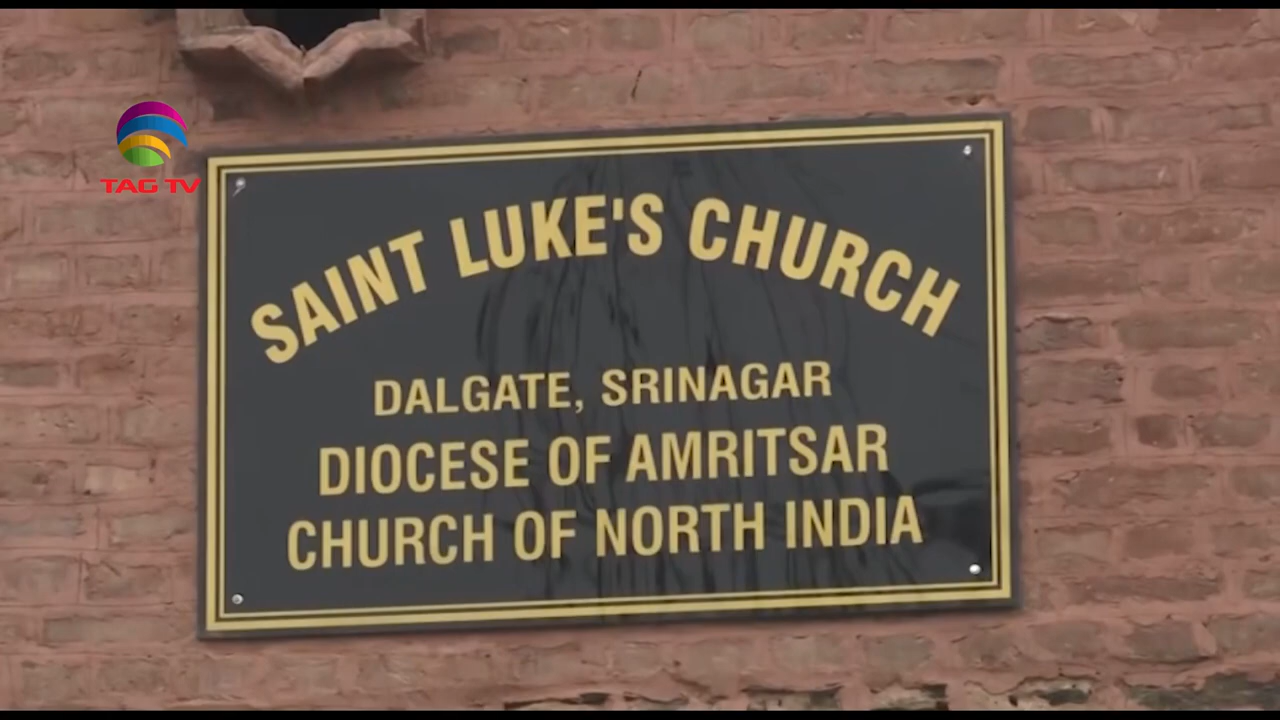 TAG TV
SAINT LUKE'S CHURCH
DALGATE, SRINAGAR
DIOCESE OF AMRITSAR
CHURCH OF NORTH INDIA